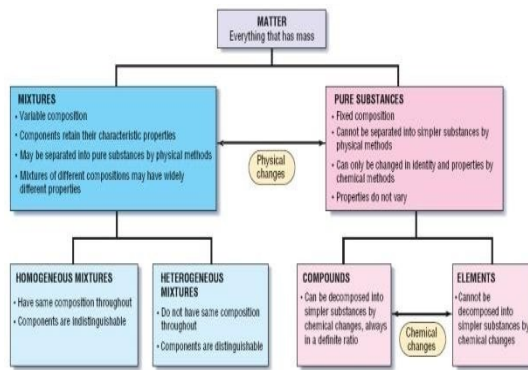 MATTER
Everything that has mass
MIXTURES
• Variable composition
• Components retain their characteristic properties
• May be separated into pure substances by physical methods
• Mixtures of different compositions may have widely
different properties
Physical
changes
PURE SUBSTANCES
• Fixed composition
• Cannot be separated into simpler substances by
physical methods
• Can only be changed in identity and properties by
chemical methods
• Properties do not vary
HOMOGENEOUS MIXTURES
• Have same composition throughout
• Components are indistinguishable
HETEROGENEOUS
MIXTURES
• Do not have same composition
throughout
• Components are distinguishable
COMPOUNDS
• Can be decomposed into
simpler substances by
chemical changes, always
in a definite ratio
Chemical
changes
ELEMENTS
• Cannot be
decomposed into
simpler substances by
chemical changes